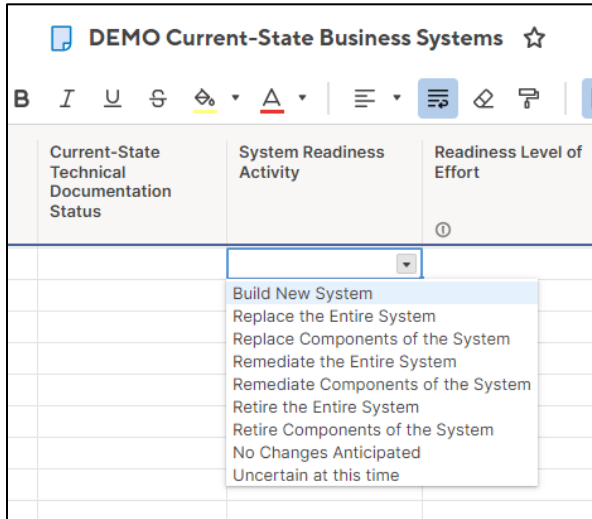 DEMO Current-State Business Systems
B I U S A
Current-State
Technical
Documentation
Status
System Readiness
Activity
Readiness Level of
Effort
Build New System
Replace the Entire System
Replace Components of the System
Remediate the Entire System
Remediate Components of the System
Retire the Entire System
Retire Components of the System
No Changes Anticipated
Uncertain at this time